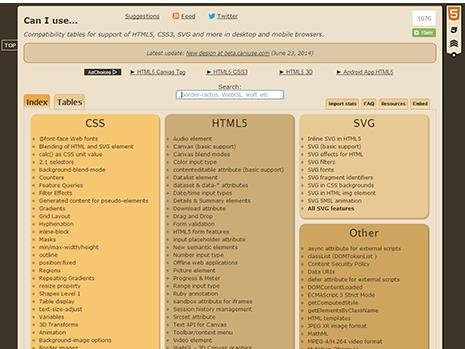 Can I use...
Suggestions Feed Twitter
1076
Flattr
Compatibility tables for support of HTML5, CSS3, SVG and more in desktop and mobile browsers.
TOP
Latest update: New design at beta.caniuse.com (June 23, 2014)
AdChoices ► HTML5 Canvas Tag ► HTML5 CSS3 ► HTML5 3D ► Android App HTML5
Search:
border-radius, WebGL, woff, etc
Index Tables
Import stats FAQ Resources Embed
CSS
@font-face Web fonts
Blending of HTML and SVG element
calc() as CSS unit value
2.1 selectors
background-blend-mode
Counters
Feature Queries
Filter Effects
Generated content for pseudo-elements
Gradients
Grid Layout
Hyphenation
inline-block
Masks
min/max-width/height
outline
position:fixed
Regions
Repeating Gradients
resize property
Shapes Level 1
Table display
text-size-adjust
Variables
3D Transforms
Animation
Background-image options
Border images
HTML5
Audio element
Canvas (basic support)
Canvas blend modes
Color input type
contenteditable attribute (basic support)
Datalist element
dataset & data-* attributes
Date/time input types
Details & Summary elements
Download attribute
Drag and Drop
Form validation
HTML5 form features
input placeholder attribute
New semantic elements
Number input type
Offline web applications
Picture element
Progress & Meter
Range input type
Ruby annotation
sandbox attribute for iframes
Session history management
Srcset attribute
Text API for Canvas
Toolbar/context menu
Video element
WebGL - 3D Canvas graphics
SVG
Inline SVG in HTML5
SVG (basic support)
SVG effects for HTML
SVG filters
SVG fonts
SVG fragment identifiers
SVG in CSS backgrounds
SVG in HTML img element
SVG SMIL animation
All SVG features
Other
async attribute for external scripts
classList (DOMTokenList )
Content Security Policy
Data URIs
defer attribute for external scripts
DOMContentLoaded
ECMAScript 5 Strict Mode
getComputedStyle
getElementsByClassName
HTML templates
JPEG XR image format
MathML
MPEG-4/H.264 video format